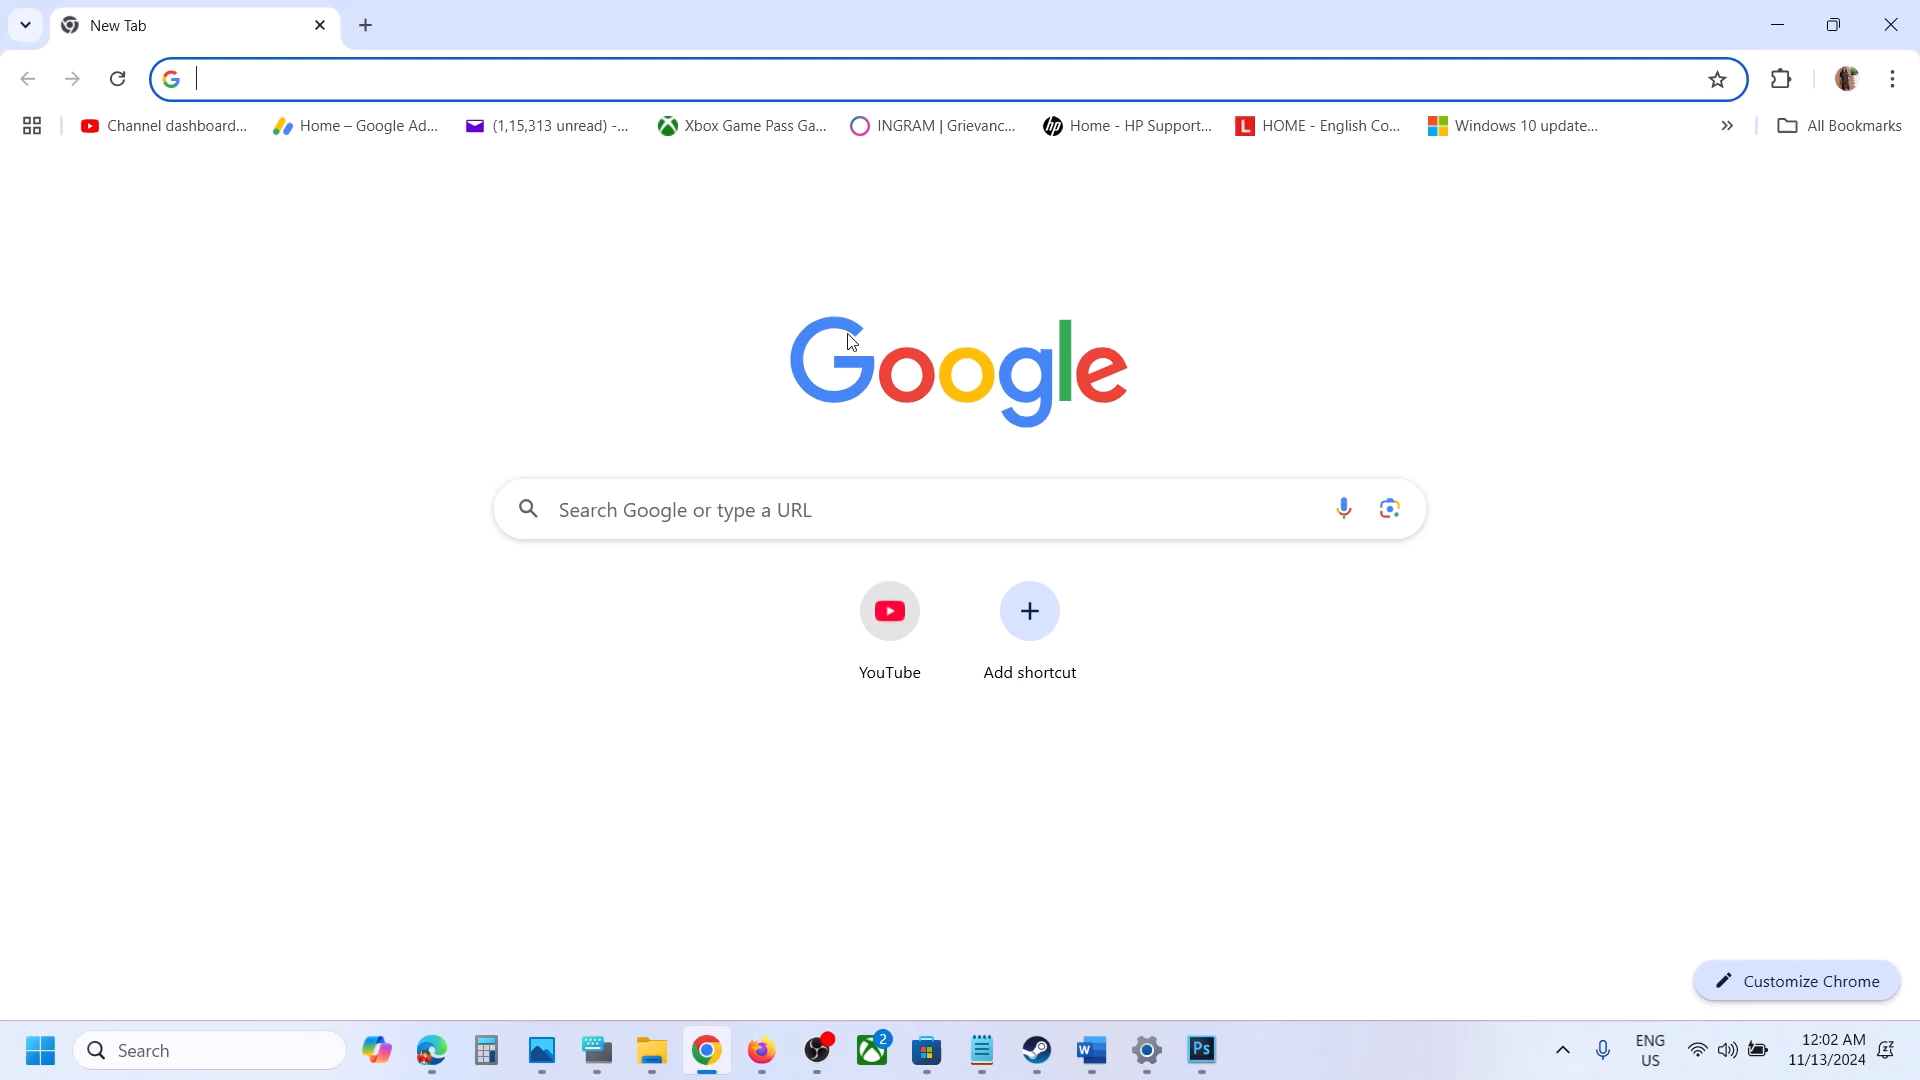 New Tab
Channel dashboard...
Home – Google Ad...
(1,15,313 unread) -...
Xbox Game Pass Ga...
INGRAM | Grievanc...
Home - HP Support...
HOME - English Co...
Windows 10 update...
All Bookmarks
Google
Search Google or type a URL
YouTube
Add shortcut
Customize Chrome
Search
2
W
Ps
ENG
US
12:02 AM
11/13/2024